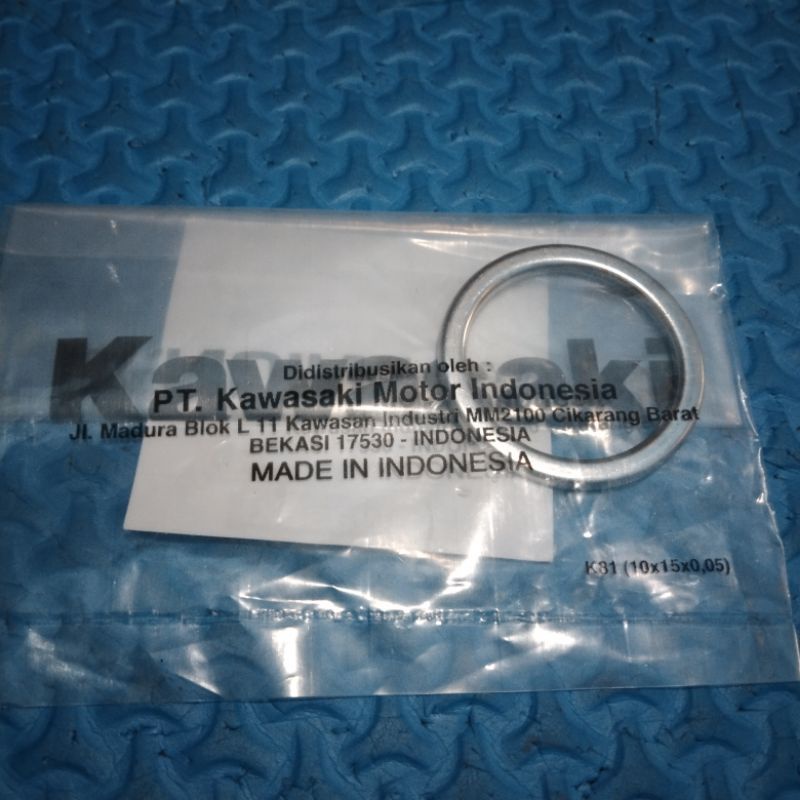 Kawasaki
Didistribusikan oleh :
PT. Kawasaki Motor Indonesia
Jl. Madura Blok L 11 Kawasan Industri MM2100 Cikarang Barat
BEKASI 17530 - INDONESIA
MADE IN INDONESIA
K81 (10x15x0,05)